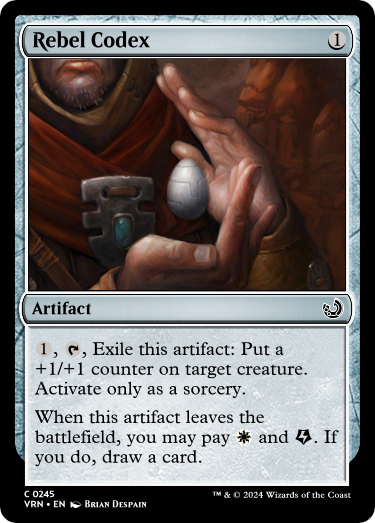 Rebel Codex 1
Artifact
1, , Exile this artifact: Put a
+1/+1 counter on target creature.
Activate only as a sorcery.
When this artifact leaves the
battlefield, you may pay and . If
you do, draw a card.
C 0245
VRN • EN Brian Despain
™ & © 2024 Wizards of the Coast